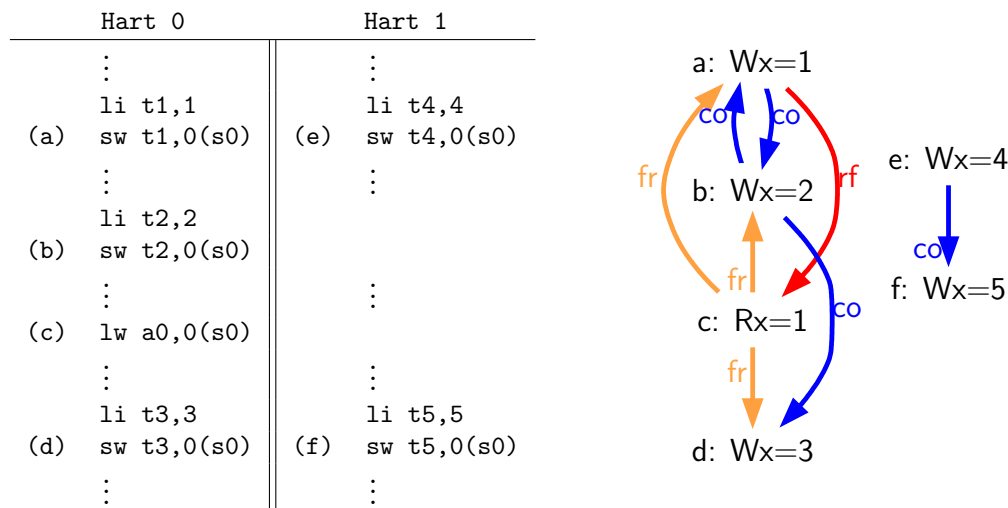 Hart 0 Hart 1
⋮ ⋮
li t1,1 li t4,4
(a) sw t1,0(s0) (e) sw t4,0(s0)
⋮ ⋮
li t2,2
(b) sw t2,0(s0)
⋮ ⋮
(c) lw a0,0(s0)
⋮ ⋮
li t3,3 li t5,5
(d) sw t3,0(s0) (f) sw t5,0(s0)
⋮ ⋮
a: Wx=1
co co
fr rf
b: Wx=2
fr
c: Rx=1
co
fr
d: Wx=3
e: Wx=4
co
f: Wx=5